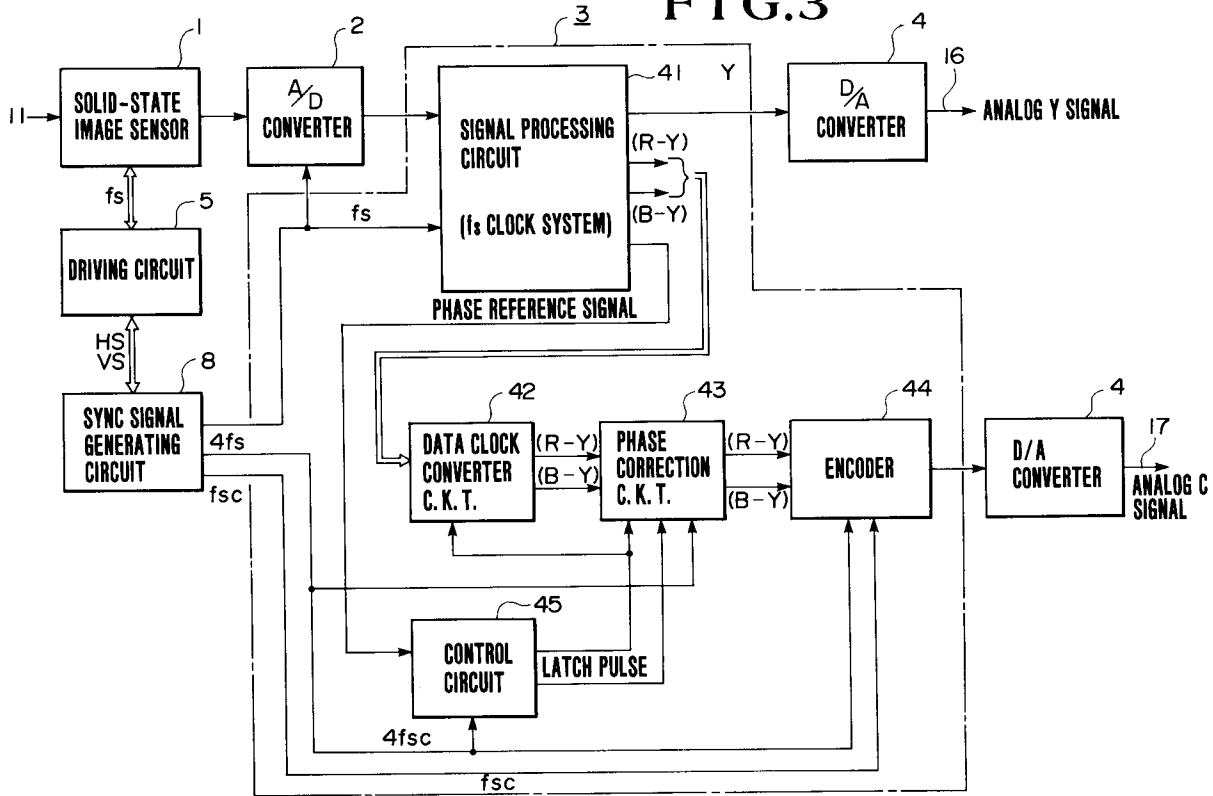 FIG.3
1
2
3
4
41
Y
16
11
SOLID-STATE
IMAGE SENSOR
A/D
CONVERTER
SIGNAL PROCESSING
CIRCUIT
(fs CLOCK SYSTEM)
D/A
CONVERTER
ANALOG Y SIGNAL
(R-Y)
(B-Y)
fs
fs
5
DRIVING CIRCUIT
PHASE REFERENCE SIGNAL
HS
VS
8
SYNC SIGNAL
GENERATING
CIRCUIT
4fs
fsc
42
DATA CLOCK
CONVERTER
C. K. T.
(R-Y)
(B-Y)
43
PHASE
CORRECTION
C. K. T.
(R-Y)
(B-Y)
44
ENCODER
4
D/A
CONVERTER
17
ANALOG C
SIGNAL
45
CONTROL
CIRCUIT
LATCH PULSE
4fsc
fsc